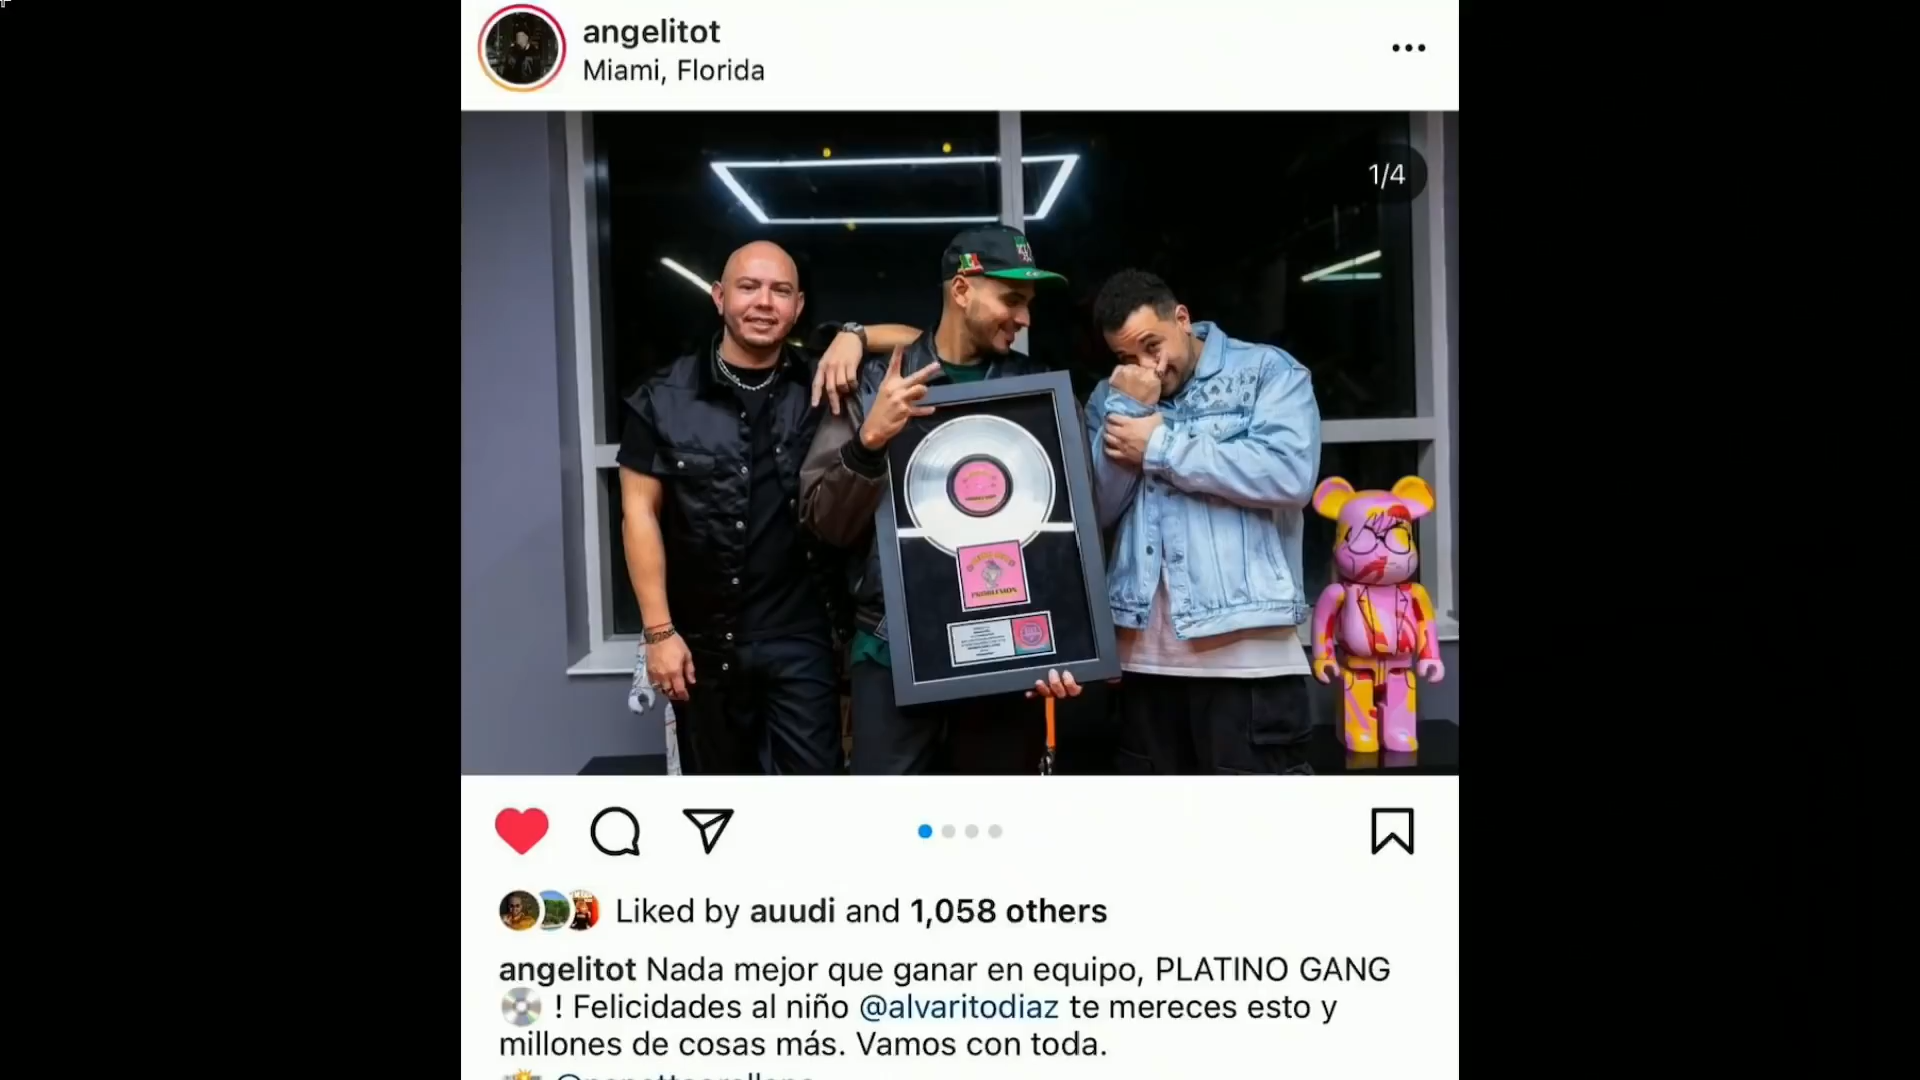 angelitot
Miami, Florida
1/4
PROBLEMÓN
Liked by auudi and 1,058 others
angelitot Nada mejor que ganar en equipo, PLATINO GANG
! Felicidades al niño @alvaritodiaz te mereces esto y
millones de cosas más. Vamos con toda.